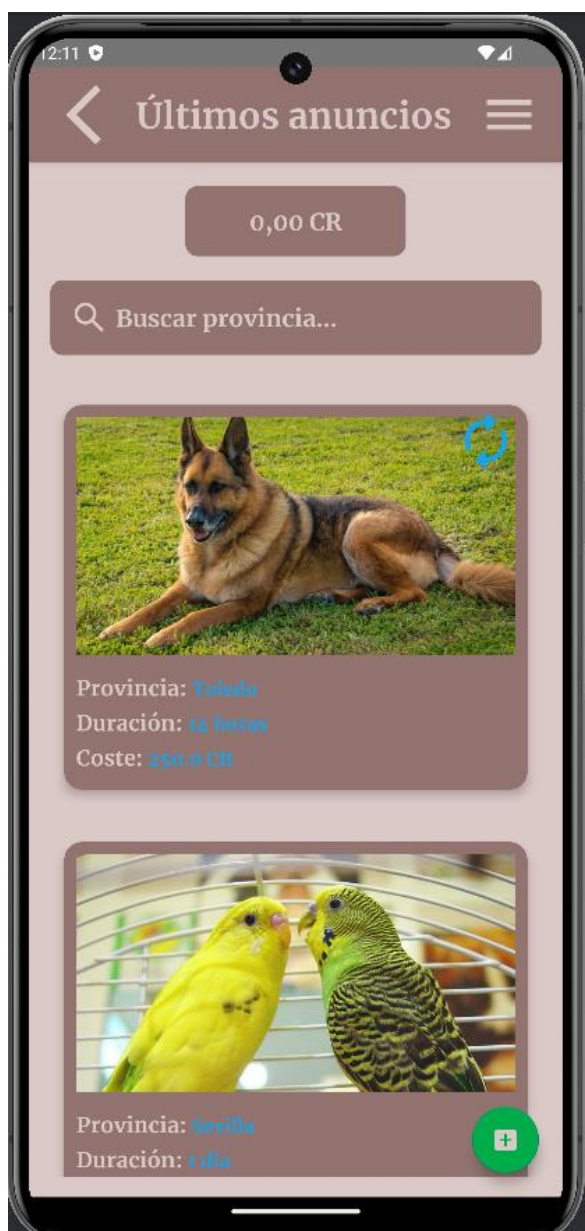 12:11
Últimos anuncios
0,00 CR
Buscar provincia...
Provincia: Toledo
Duración: 14 horas
Coste: 250.0 CR
Provincia: Sevilla
Duración: 1 día